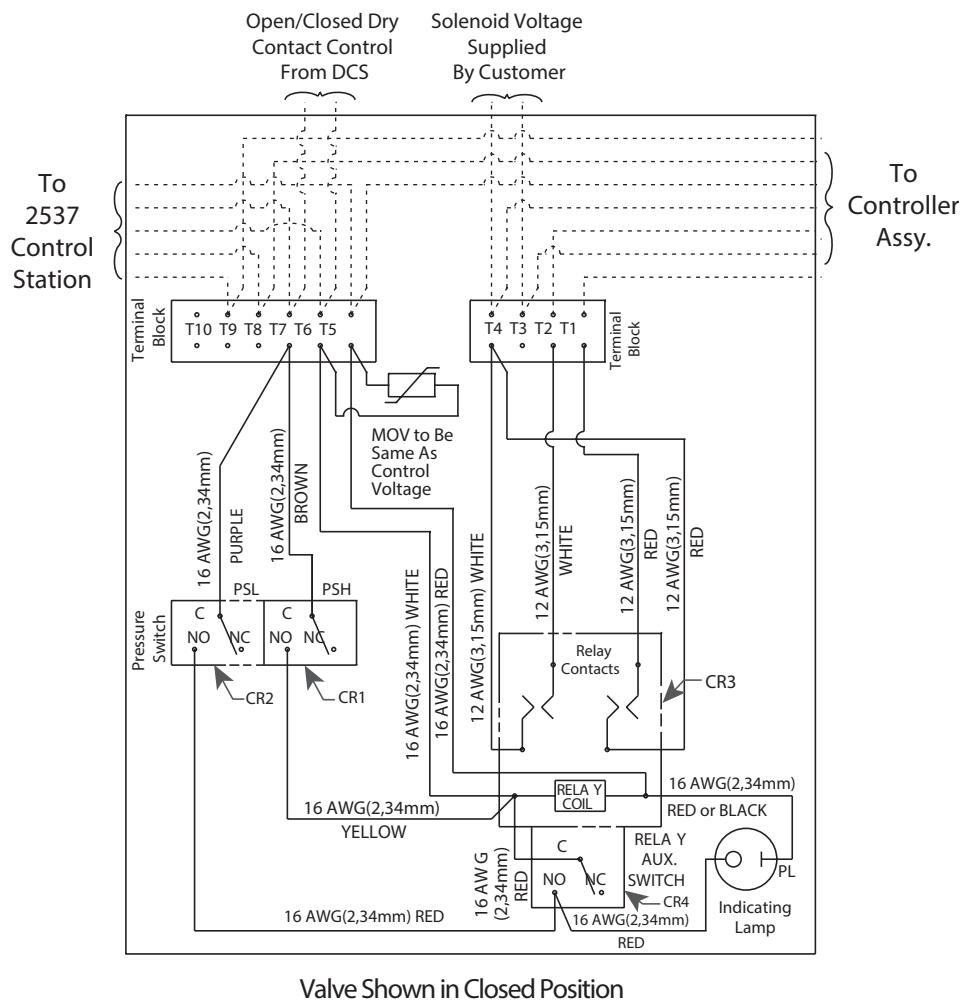 Open/Closed Dry
Contact Control
From DCS
Solenoid Voltage
Supplied
By Customer
To
2537
Control
Station
To
Controller
Assy.
Terminal
Block
T10 T9 T8 T7 T6 T5
T4 T3 T2 T1
Terminal
Block
MOV to Be
Same As
Control
Voltage
16 AWG(2,34mm)
PURPLE
16 AWG(2,34mm)
BROWN
16 AWG(2,34mm) WHITE
16 AWG(2,34mm) RED
12 AWG(3,15mm) WHITE
12 AWG(3,15mm)
WHITE
12 AWG(3,15mm)
RED
12 AWG(3,15mm)
RED
Pressure
Switch
PSL
PSH
C
NO
NC
C
NO
NC
CR2
CR1
Relay
Contacts
CR3
RELA Y
COIL
16 AWG(2,34mm)
RED or BLACK
16 AWG(2,34mm)
YELLOW
C
NO
NC
RELA Y
AUX.
SWITCH
CR4
16 AW G
(2,34mm)
RED
PL
Indicating
Lamp
16 AWG(2,34mm) RED
16 AWG(2,34mm)
RED
Valve Shown in Closed Position